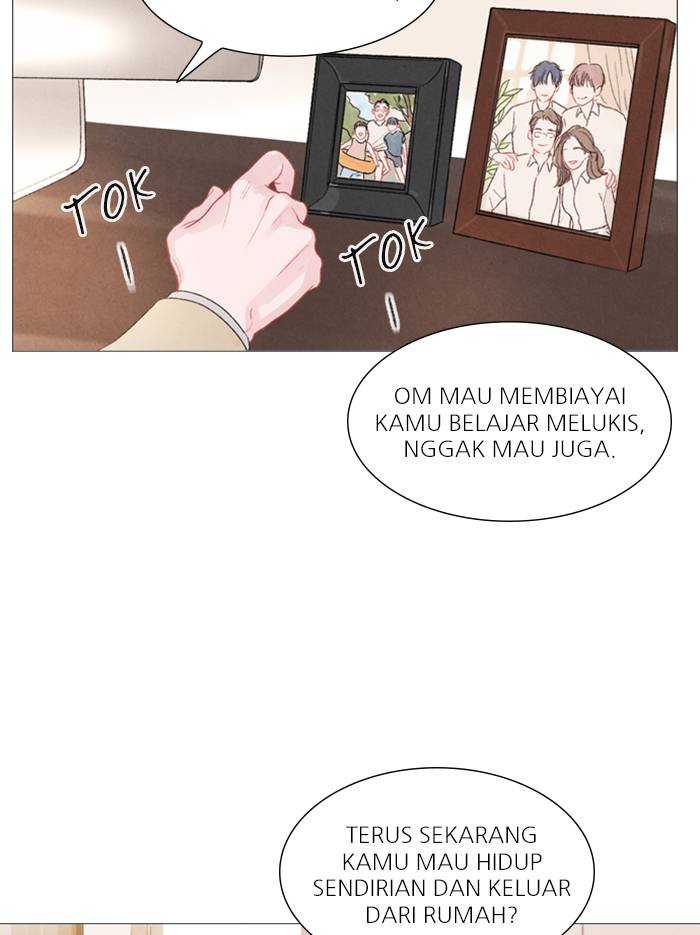 TOK
TOK
OM MAU MEMBIAYAI
KAMU BELAJAR MELUKIS,
NGGAK MAU JUGA.
TERUS SEKARANG
KAMU MAU HIDUP
SENDIRIAN DAN KELUAR
DARI RUMAH?